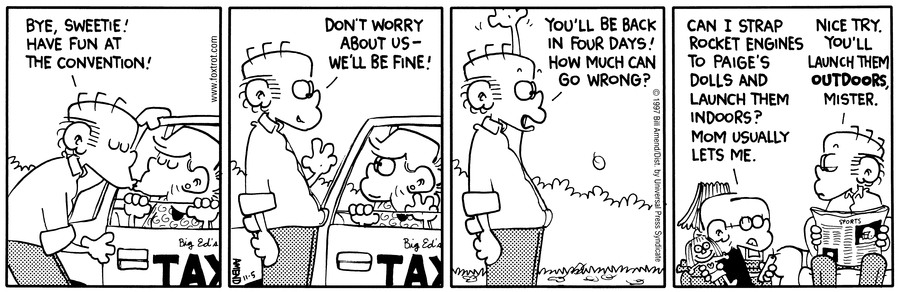 BYE, SWEETIE!
HAVE FUN AT
THE CONVENTION!
www.foxtrot.com
Big Ed's
TAX
DON'T WORRY
ABOUT US—
WE'LL BE FINE!
Big Ed's
TAX
AMEND 11-5
YOU'LL BE BACK
IN FOUR DAYS!
HOW MUCH CAN
GO WRONG?
© 1997 Bill Amend/Dist. by Universal Press Syndicate
CAN I STRAP
ROCKET ENGINES
TO PAIGE'S
DOLLS AND
LAUNCH THEM
INDOORS?
MOM USUALLY
LETS ME.
NICE TRY.
YOU'LL
LAUNCH THEM
OUTDOORS,
MISTER.
SPORTS